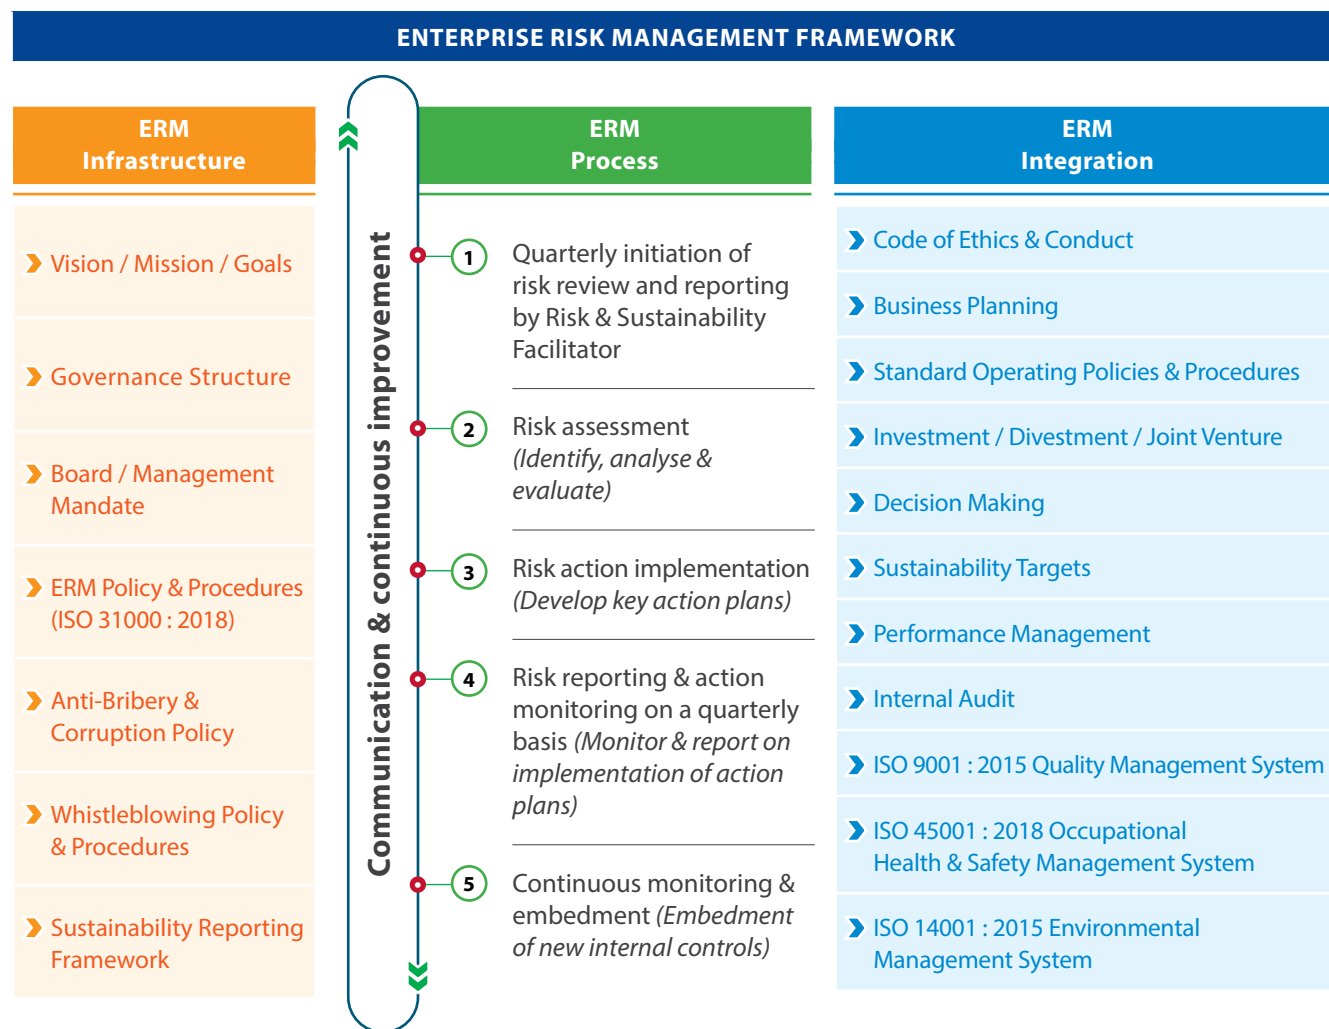 ENTERPRISE RISK MANAGEMENT FRAMEWORK
ERM
Infrastructure
Vision / Mission / Goals
Governance Structure
Board / Management
Mandate
ERM Policy & Procedures
(ISO 31000 : 2018)
Anti-Bribery &
Corruption Policy
Whistleblowing Policy
& Procedures
Sustainability Reporting
Framework
Communication & continuous improvement
ERM
Process
1
Quarterly initiation of
risk review and reporting
by Risk & Sustainability
Facilitator
2
Risk assessment
(Identify, analyse &
evaluate)
3
Risk action implementation
(Develop key action plans)
4
Risk reporting & action
monitoring on a quarterly
basis (Monitor & report on
implementation of action
plans)
5
Continuous monitoring &
embedment (Embedment
of new internal controls)
ERM
Integration
Code of Ethics & Conduct
Business Planning
Standard Operating Policies & Procedures
Investment / Divestment / Joint Venture
Decision Making
Sustainability Targets
Performance Management
Internal Audit
ISO 9001 : 2015 Quality Management System
ISO 45001 : 2018 Occupational
Health & Safety Management System
ISO 14001 : 2015 Environmental
Management System